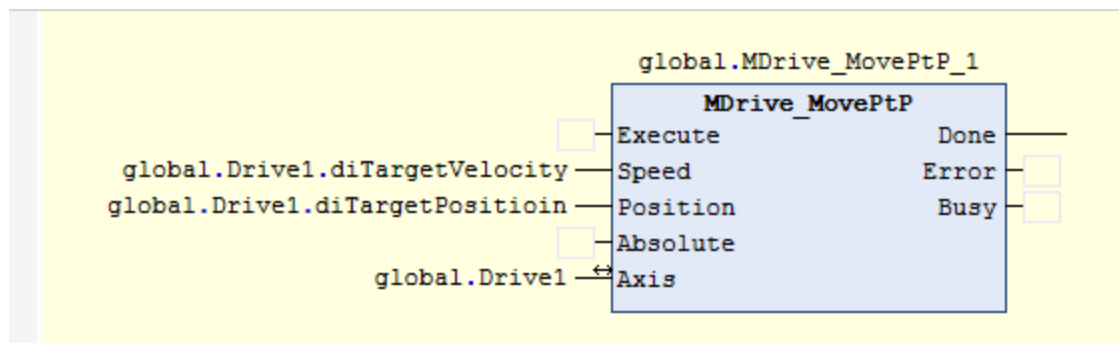 global.MDrive_MovePtP_1
MDrive_MovePtP
Execute Done
global.Drive1.diTargetVelocity Speed Error
global.Drive1.diTargetPositioin Position Busy
Absolute
global.Drive1 Axis